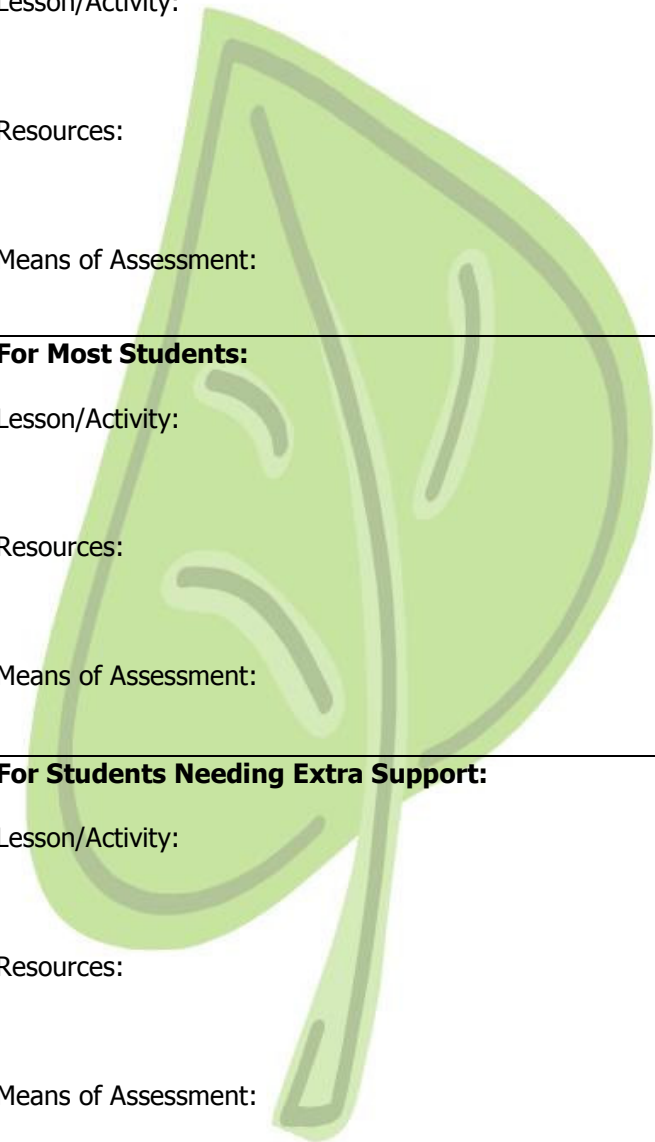 Lesson/Activity:
Resources:
Means of Assessment:
For Most Students:
Lesson/Activity:
Resources:
Means of Assessment:
For Students Needing Extra Support:
Lesson/Activity:
Resources:
Means of Assessment: